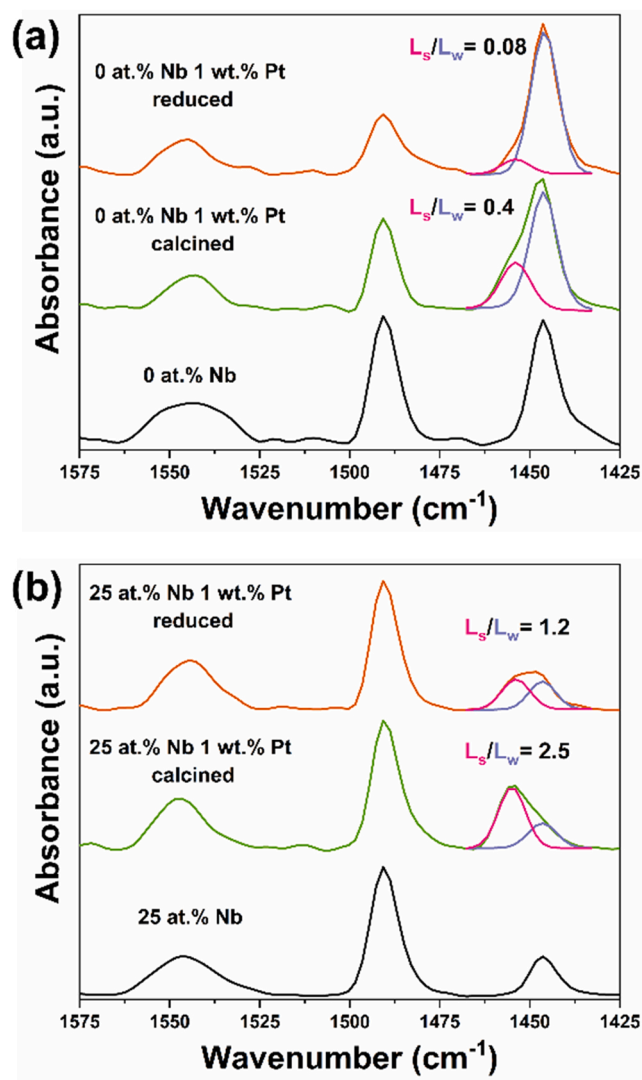 (a)
Absorbance (a.u.)
0 at.% Nb 1 wt.% Pt
reduced
Ls/Lw= 0.08
0 at.% Nb 1 wt.% Pt
calcined
Ls/Lw= 0.4
0 at.% Nb
1575 1550 1525 1500 1475 1450 1425
Wavenumber (cm-1)
(b)
Absorbance (a.u.)
25 at.% Nb 1 wt.% Pt
reduced
Ls/Lw= 1.2
25 at.% Nb 1 wt.% Pt
calcined
Ls/Lw= 2.5
25 at.% Nb
1575 1550 1525 1500 1475 1450 1425
Wavenumber (cm-1)